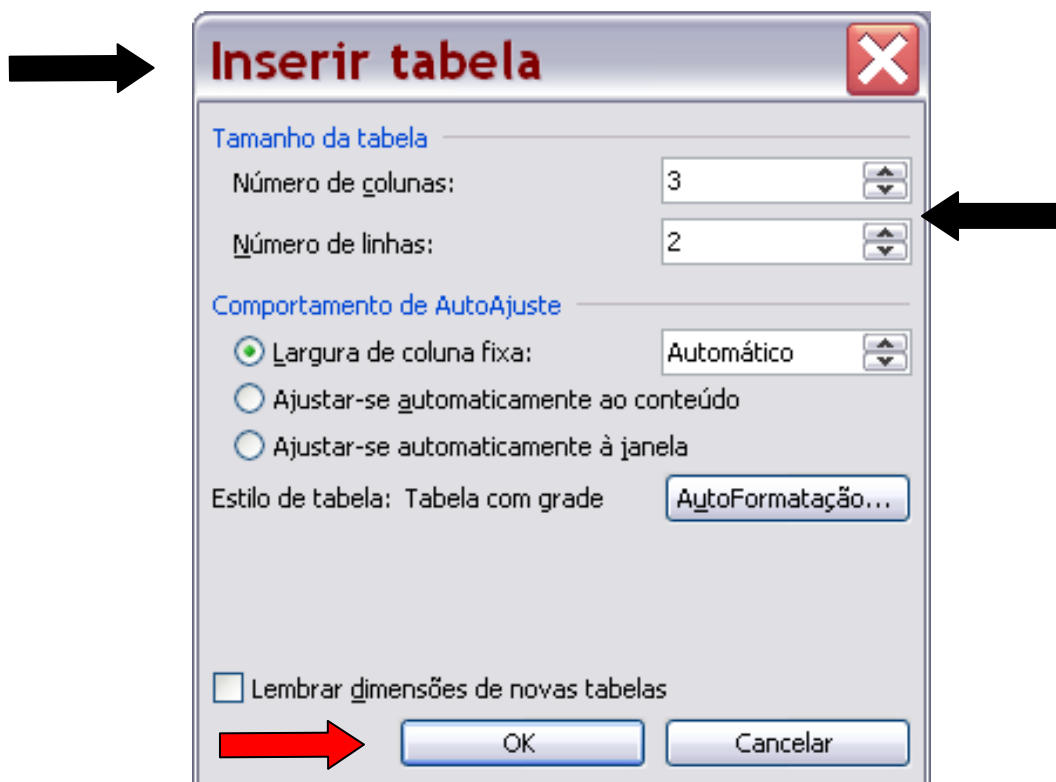 Inserir tabela
Tamanho da tabela
Número de colunas: 3
Número de linhas: 2
Comportamento de AutoAjuste
Largura de coluna fixa: Automático
Ajustar-se automaticamente ao conteúdo
Ajustar-se automaticamente à janela
Estilo de tabela: Tabela com grade AutoFormatação...
Lembrar dimensões de novas tabelas
OK Cancelar